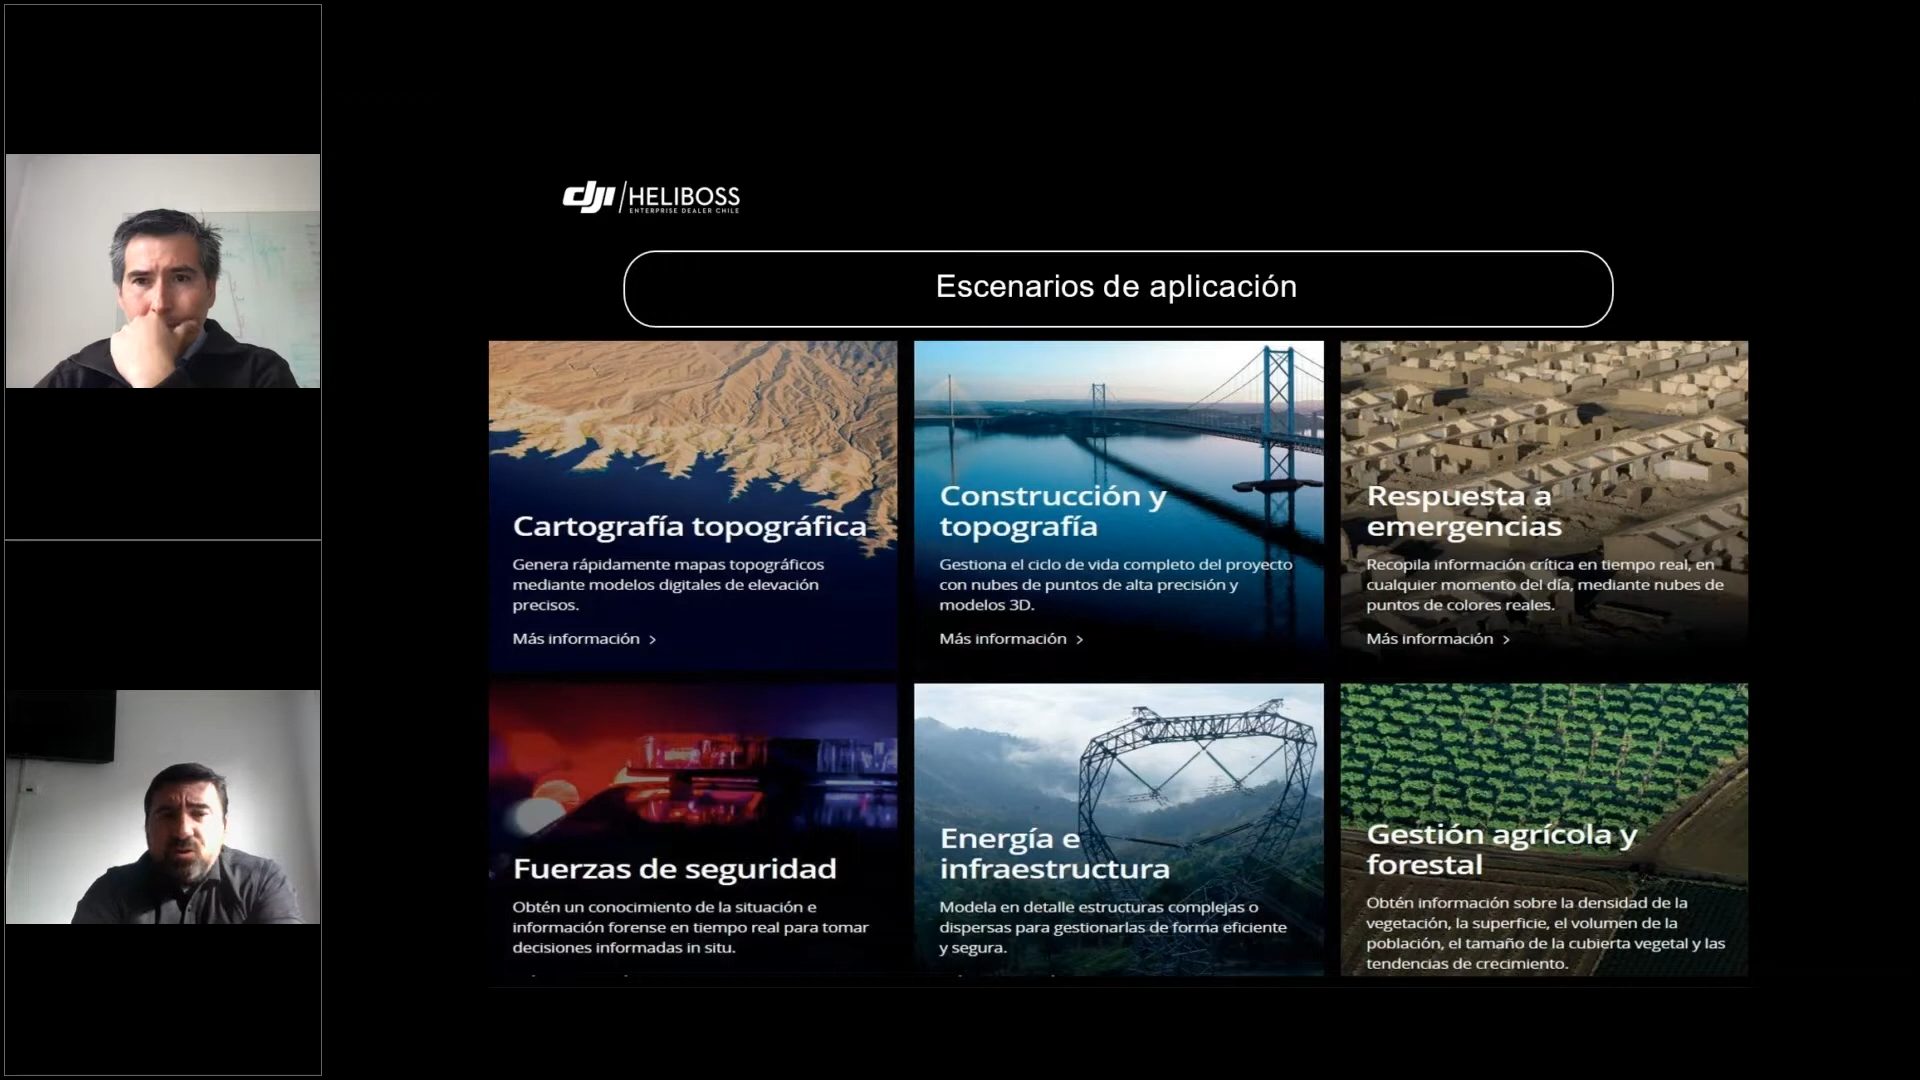 dji HELIBOSS
ENTERPRISE DEALER CHILE
Escenarios de aplicación
Cartografía topográfica
Genera rápidamente mapas topográficos
mediante modelos digitales de elevación
precisos.
Más información >
Construcción y
topografía
Gestiona el ciclo de vida completo del proyecto
con nubes de puntos de alta precisión y
modelos 3D.
Más información >
Respuesta a
emergencias
Recopila información crítica en tiempo real, en
cualquier momento del día, mediante nubes de
puntos de colores reales.
Más información >
Fuerzas de seguridad
Obtén un conocimiento de la situación e
información forense en tiempo real para tomar
decisiones informadas in situ.
Energía e
infraestructura
Modela en detalle estructuras complejas o
dispersas para gestionarlas de forma eficiente
y segura.
Gestión agrícola y
forestal
Obtén información sobre la densidad de la
vegetación, la superficie, el volumen de la
población, el tamaño de la cubierta vegetal y las
tendencias de crecimiento.